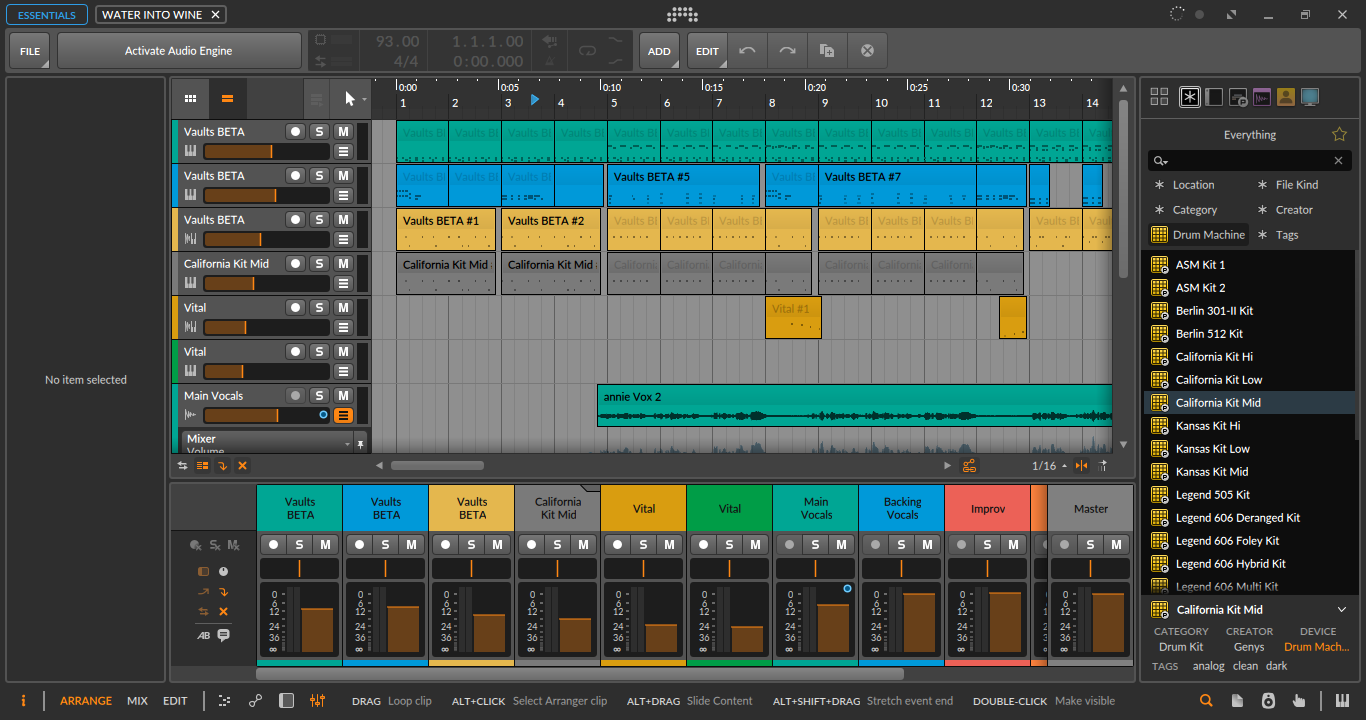 ESSENTIALS
WATER INTO WINE
FILE
Activate Audio Engine
93.00
4/4
1.1.1.00
0:00.000
ADD
EDIT
0:00 0:05 0:10 0:15 0:20 0:25 0:30
1 2 3 4 5 6 7 8 9 10 11 12 13 14
Vaults BETA S M
Vaults BETA S M
Vaults BETA #5
Vaults BETA #7
Vaults BETA S M
Vaults BETA #1
Vaults BETA #2
California Kit Mid S M
California Kit Mid
California Kit Mid
Vital S M
Vital #1
Vital S M
Main Vocals S M
annie Vox 2
Mixer
Volume
1/16
No item selected
Vaults BETA
Vaults BETA
Vaults BETA
California Kit Mid
Vital
Vital
Main Vocals
Backing Vocals
Improv
Master
S M S M S M S M S M S M S M S M S M S M
0 6 12 24 36 ∞
AB
Everything
Location
File Kind
Category
Creator
Drum Machine
Tags
ASM Kit 1
ASM Kit 2
Berlin 301-II Kit
Berlin 512 Kit
California Kit Hi
California Kit Low
California Kit Mid
Kansas Kit Hi
Kansas Kit Low
Kansas Kit Mid
Legend 505 Kit
Legend 606 Deranged Kit
Legend 606 Foley Kit
Legend 606 Hybrid Kit
Legend 606 Multi Kit
California Kit Mid
CATEGORY CREATOR DEVICE
Drum Kit Genys Drum Mach...
TAGS analog clean dark
i ARRANGE MIX EDIT
DRAG Loop clip ALT+CLICK Select Arranger clip ALT+DRAG Slide Content ALT+SHIFT+DRAG Stretch event end DOUBLE-CLICK Make visible